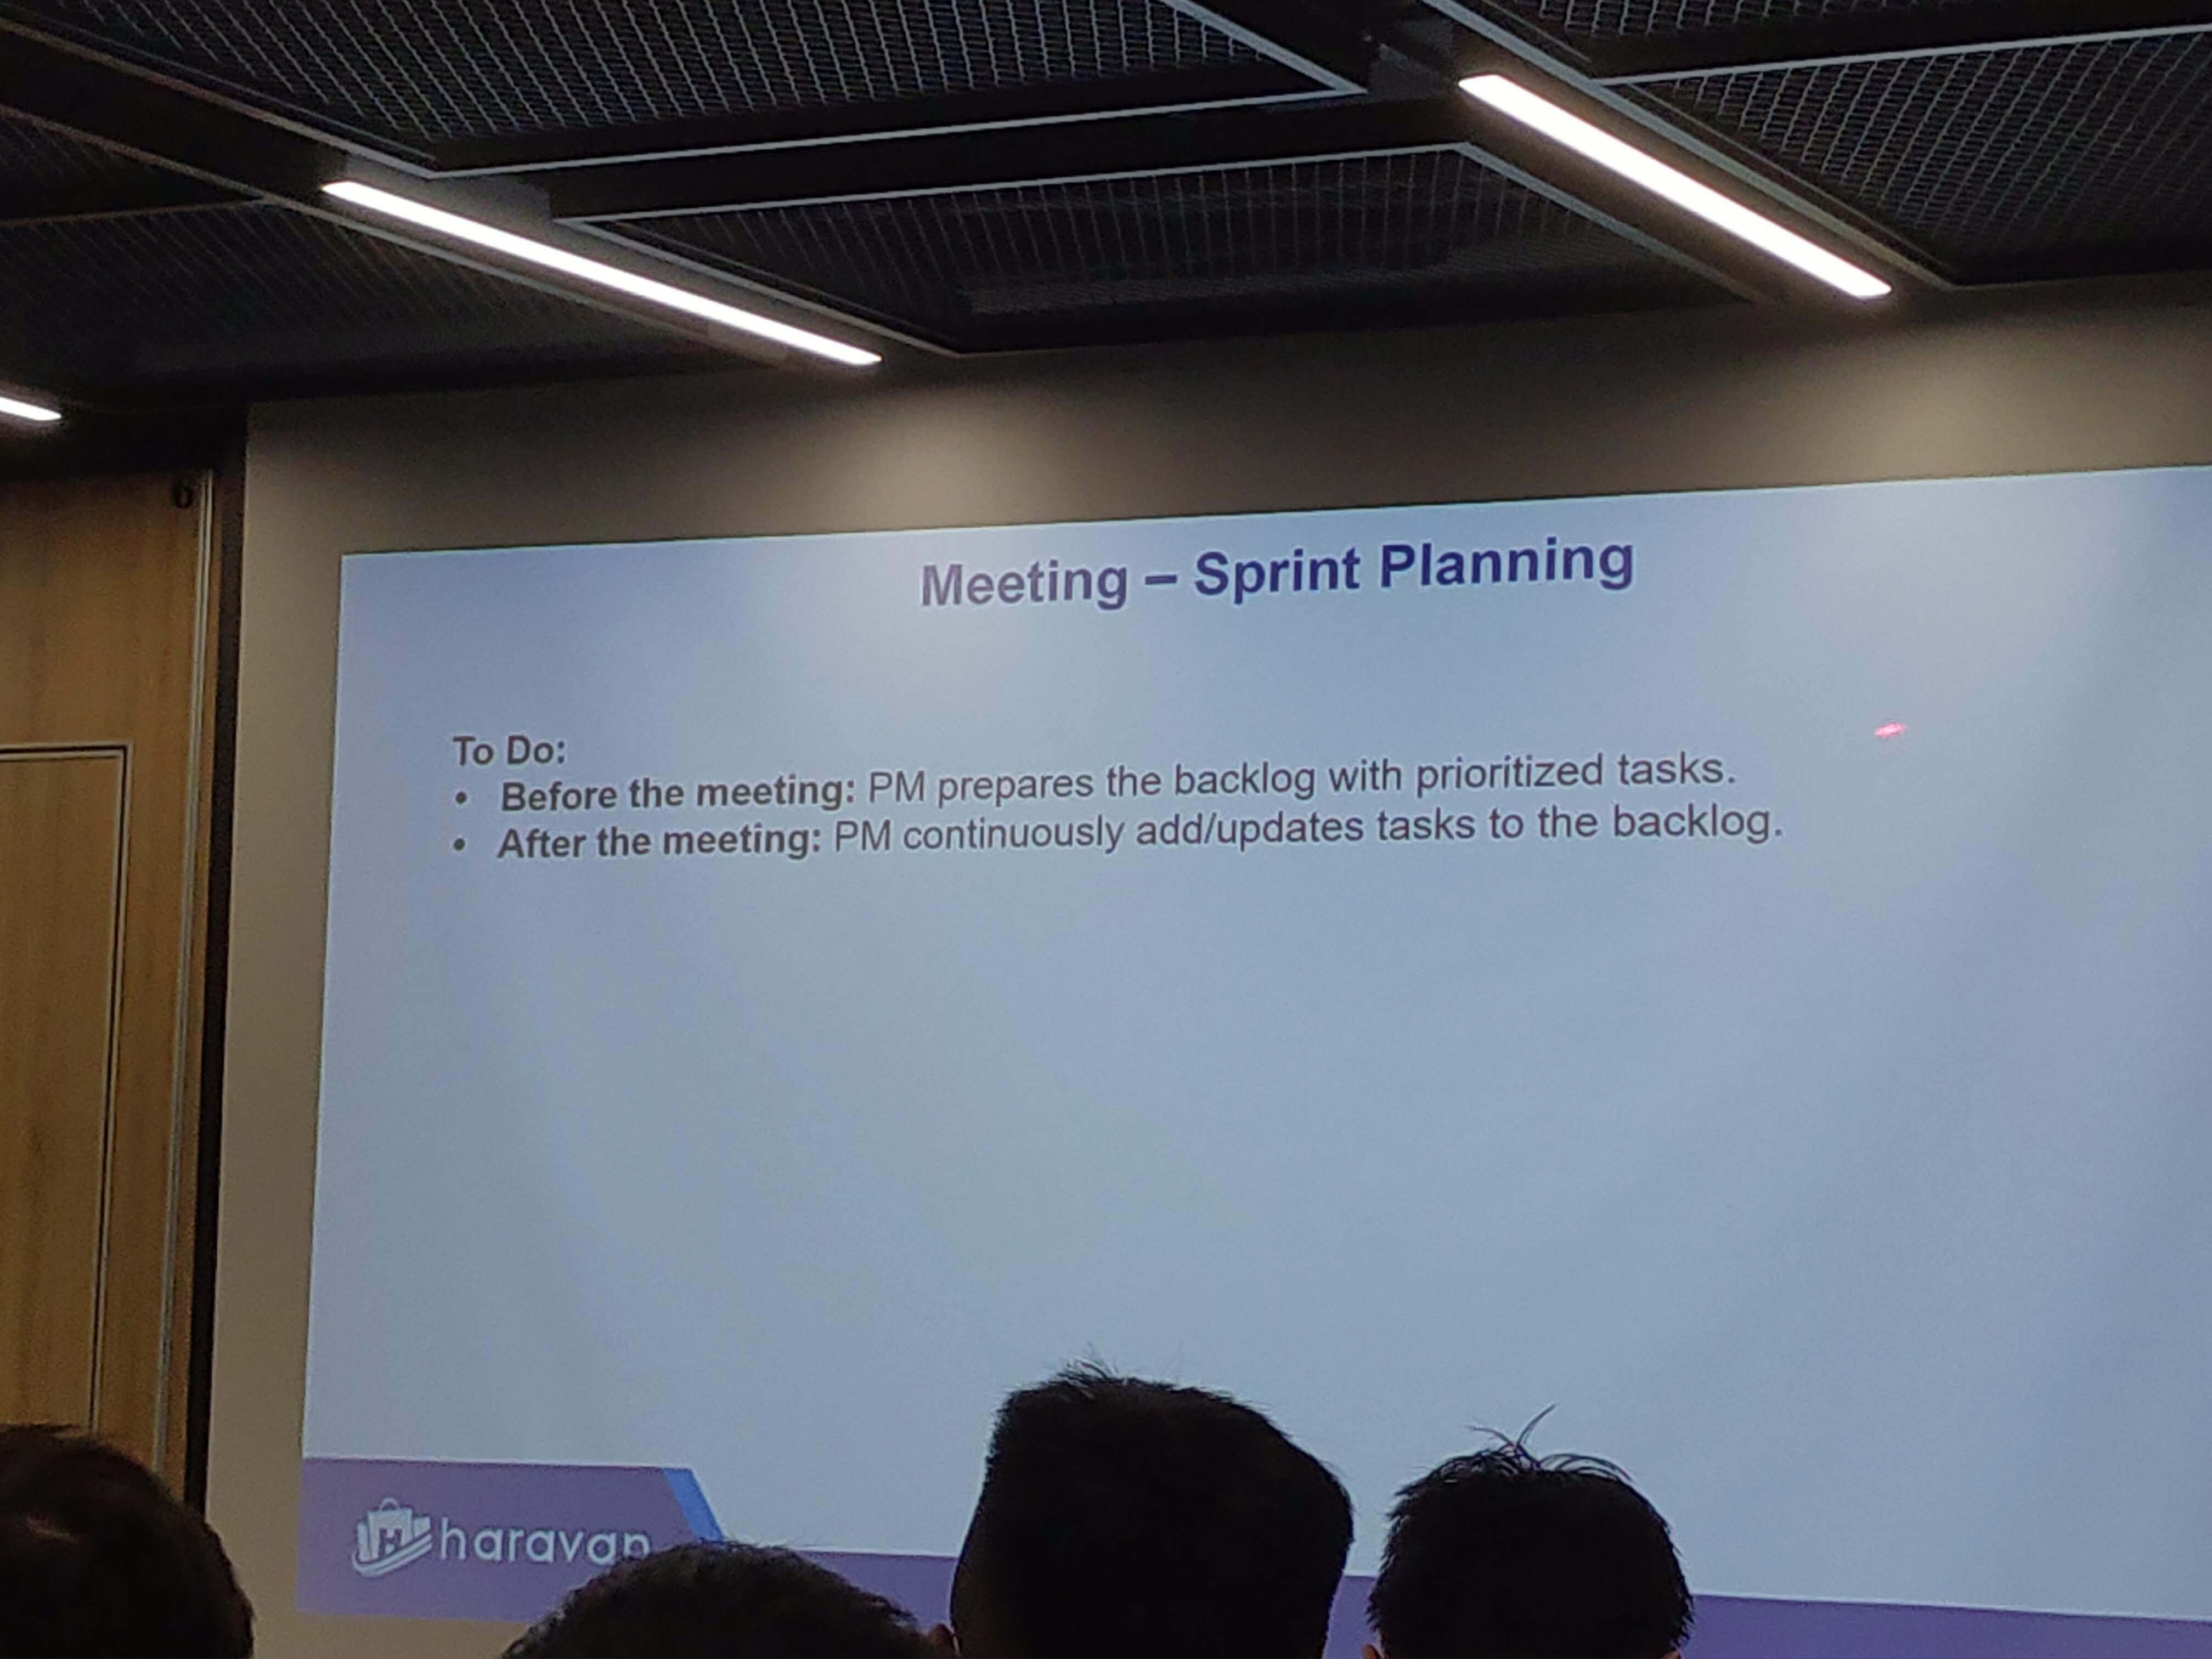 Meeting – Sprint Planning
To Do:
• Before the meeting: PM prepares the backlog with prioritized tasks.
• After the meeting: PM continuously add/updates tasks to the backlog.
haravan
6